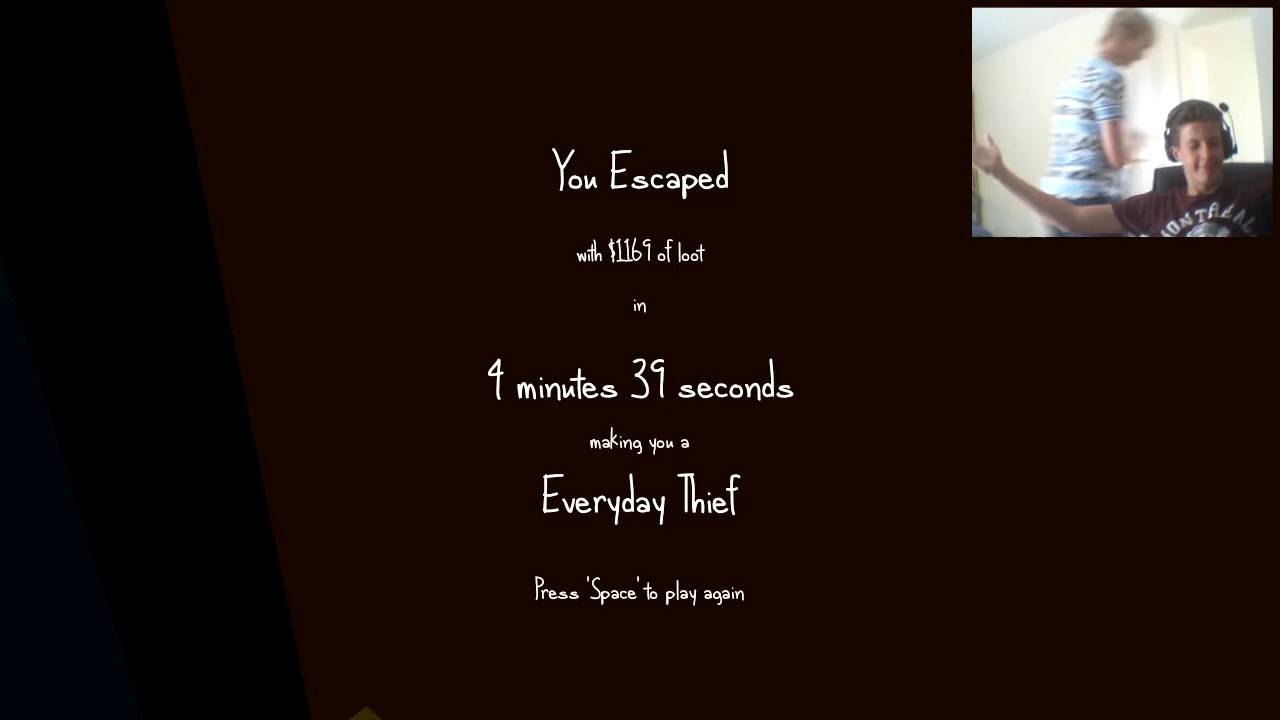 You Escaped
with $1169 of loot
in
4 minutes 39 seconds
making you a
Everyday Thief
Press 'Space' to play again
MONTREAL